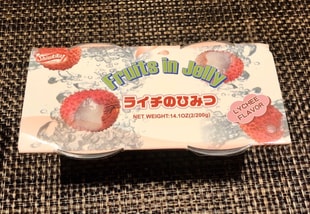 Fruits in Jelly
ライチのひみつ
NET WEIGHT:14.1OZ(2/200g)
LYCHEE
FLAVOR